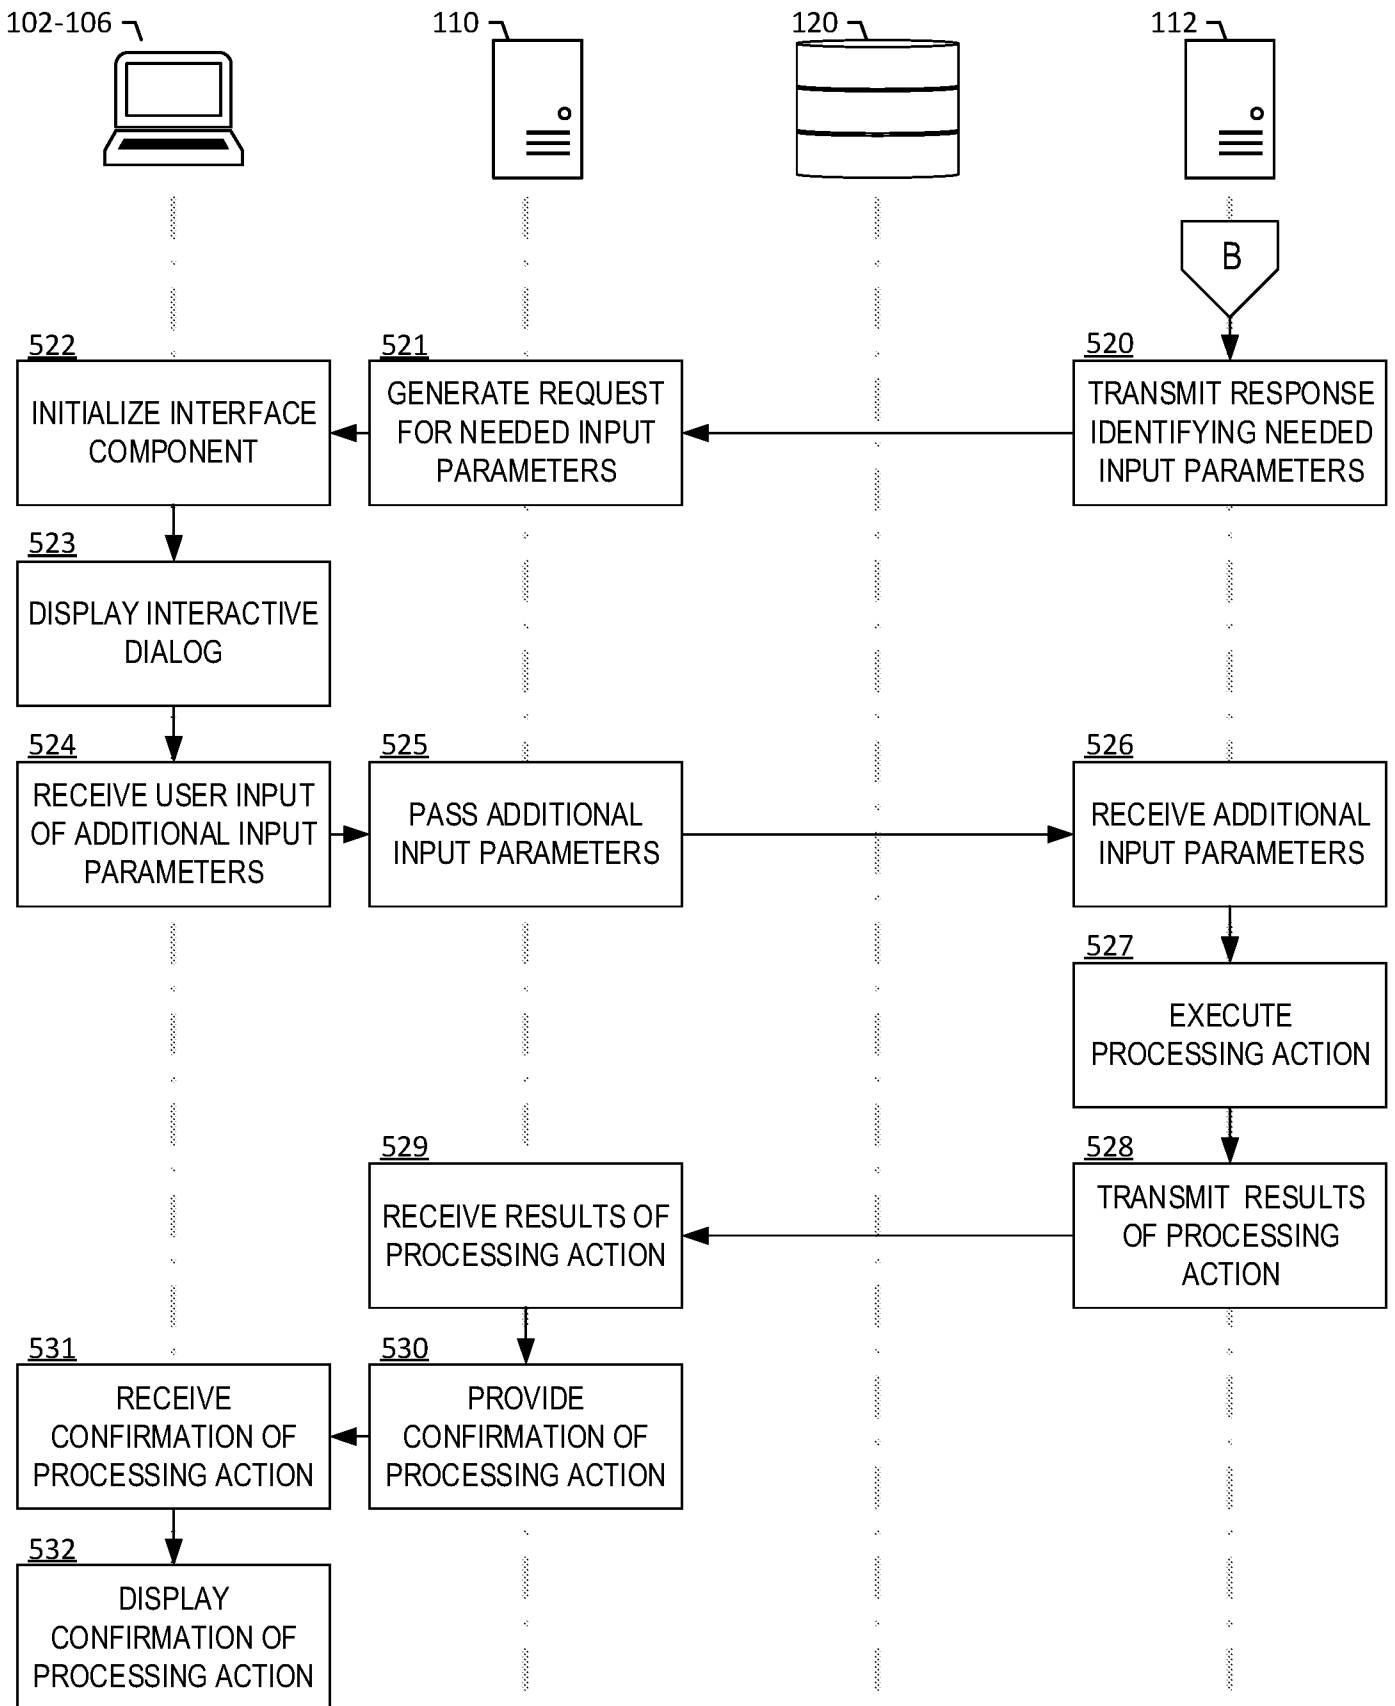 102-106
110
120
112
B
522
INITIALIZE INTERFACE
COMPONENT
521
GENERATE REQUEST
FOR NEEDED INPUT
PARAMETERS
520
TRANSMIT RESPONSE
IDENTIFYING NEEDED
INPUT PARAMETERS
523
DISPLAY INTERACTIVE
DIALOG
524
RECEIVE USER INPUT
OF ADDITIONAL INPUT
PARAMETERS
525
PASS ADDITIONAL
INPUT PARAMETERS
526
RECEIVE ADDITIONAL
INPUT PARAMETERS
527
EXECUTE
PROCESSING ACTION
529
RECEIVE RESULTS OF
PROCESSING ACTION
528
TRANSMIT RESULTS
OF PROCESSING
ACTION
531
RECEIVE
CONFIRMATION OF
PROCESSING ACTION
530
PROVIDE
CONFIRMATION OF
PROCESSING ACTION
532
DISPLAY
CONFIRMATION OF
PROCESSING ACTION